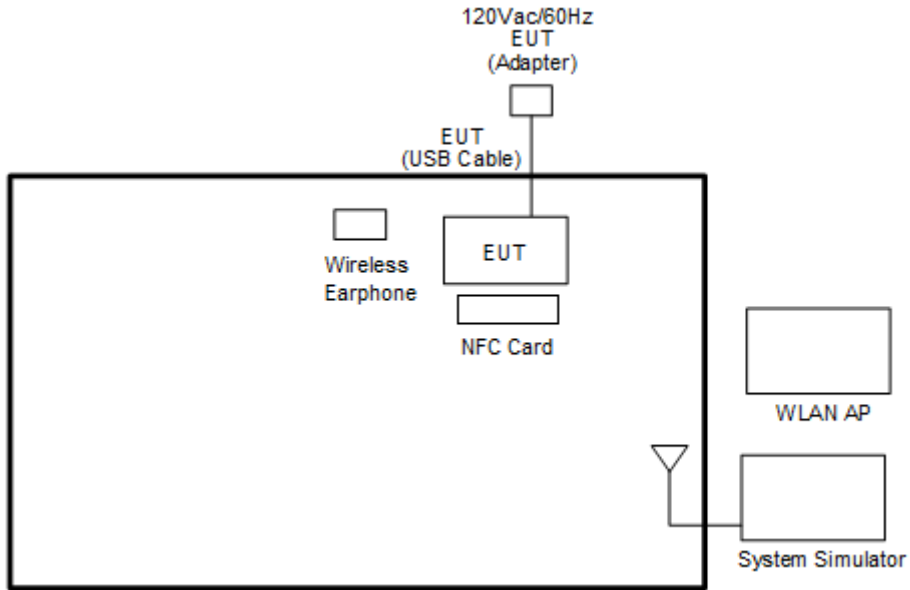 120Vac/60Hz
EUT
(Adapter)
EUT
(USB Cable)
EUT
Wireless
Earphone
NFC Card
WLAN AP
System Simulator